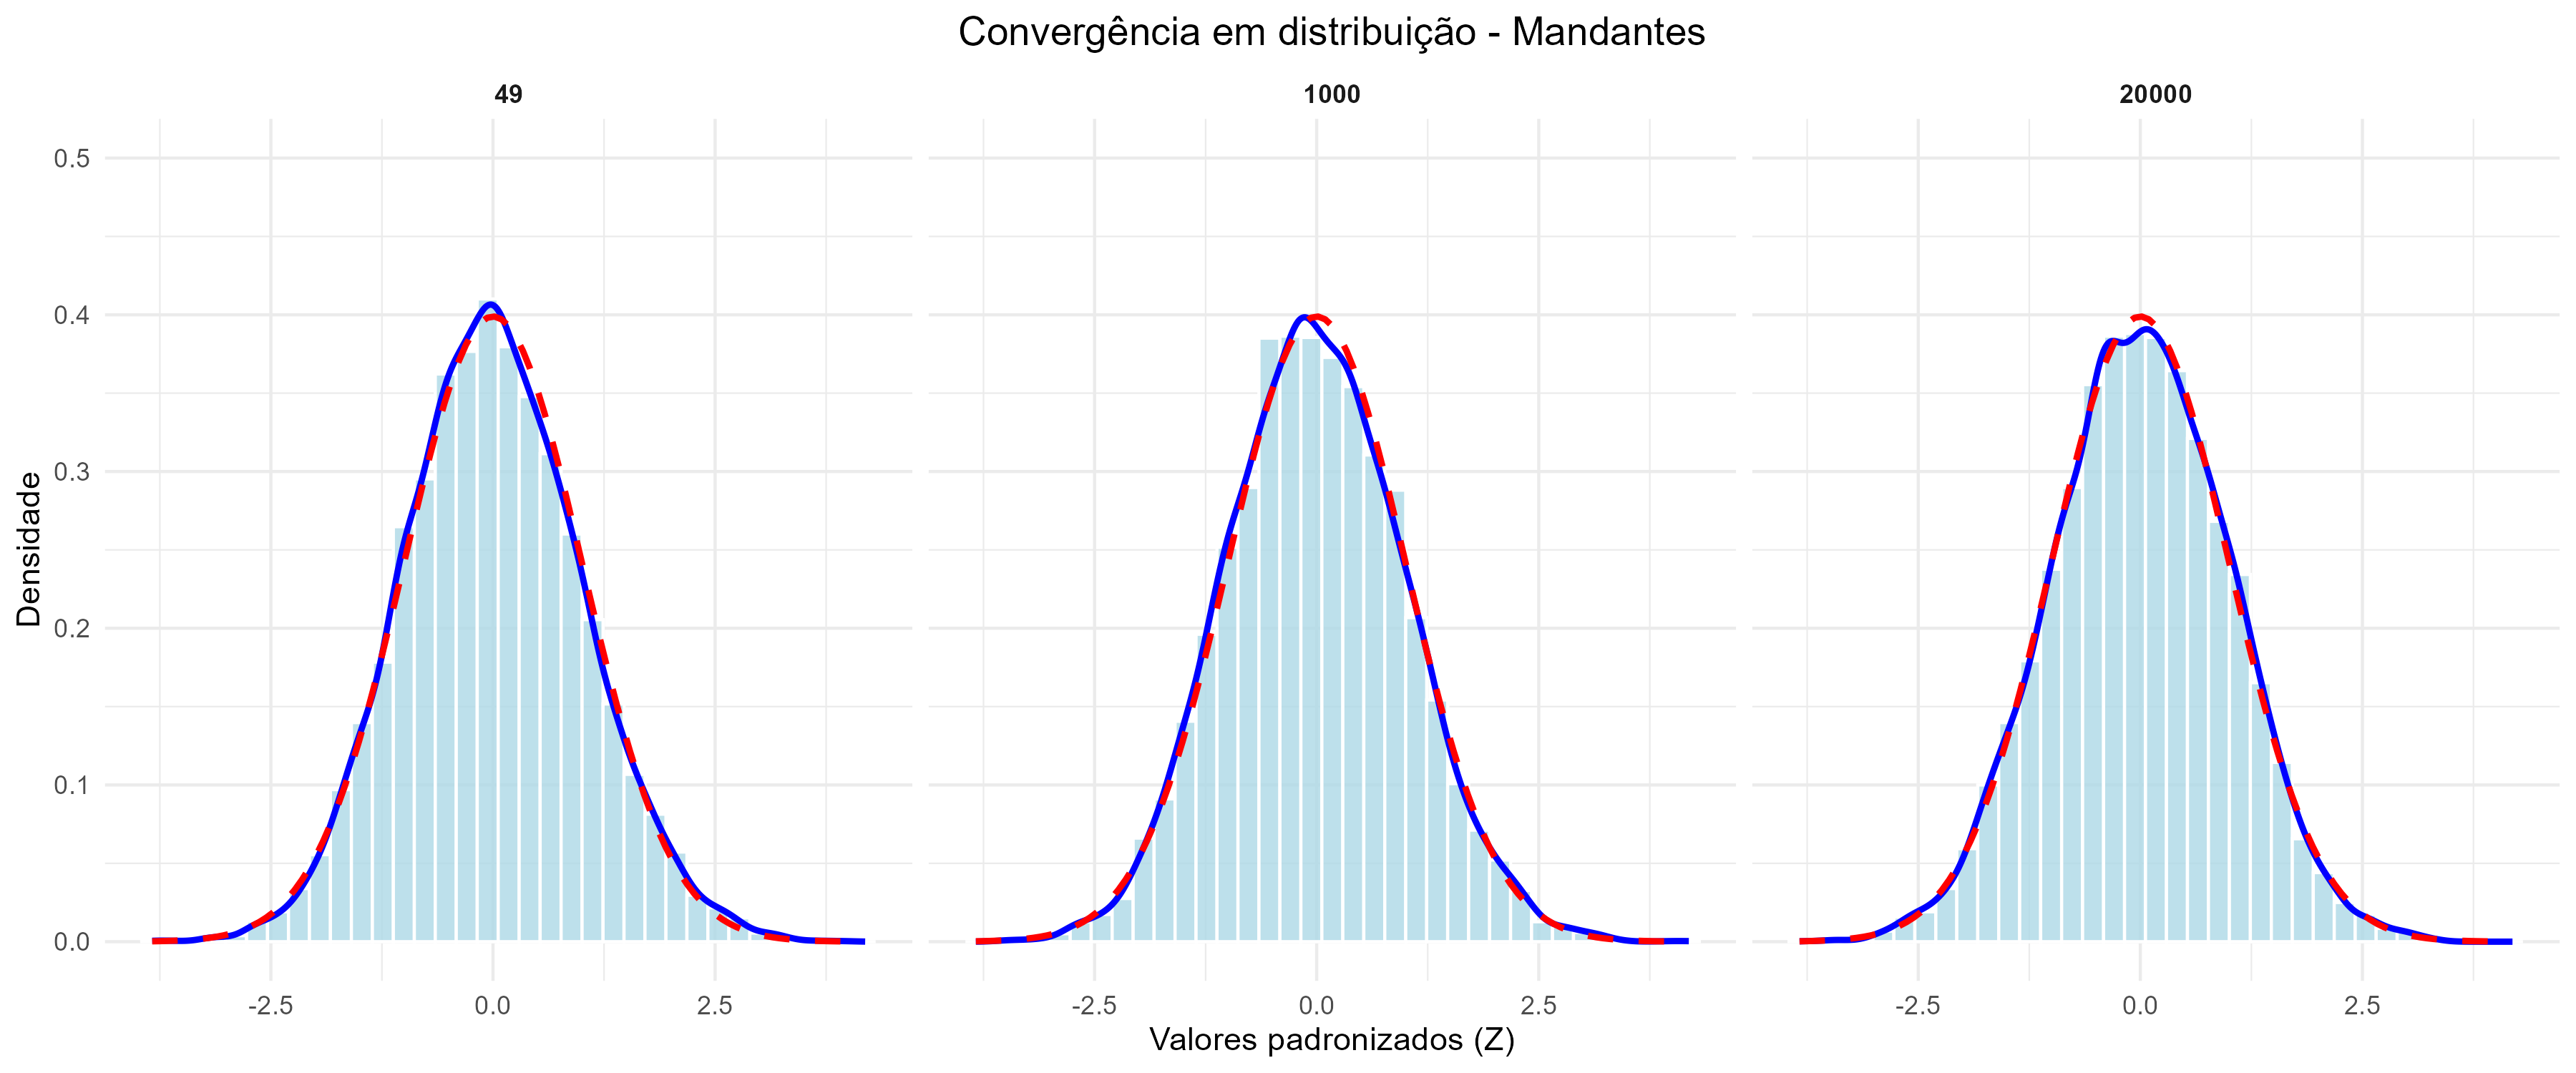 Convergência em distribuição - Mandantes
49 1000 20000
0.5
0.4
0.3
0.2
0.1
0.0
Densidade
-2.5 0.0 2.5 -2.5 0.0 2.5 -2.5 0.0 2.5
Valores padronizados (Z)